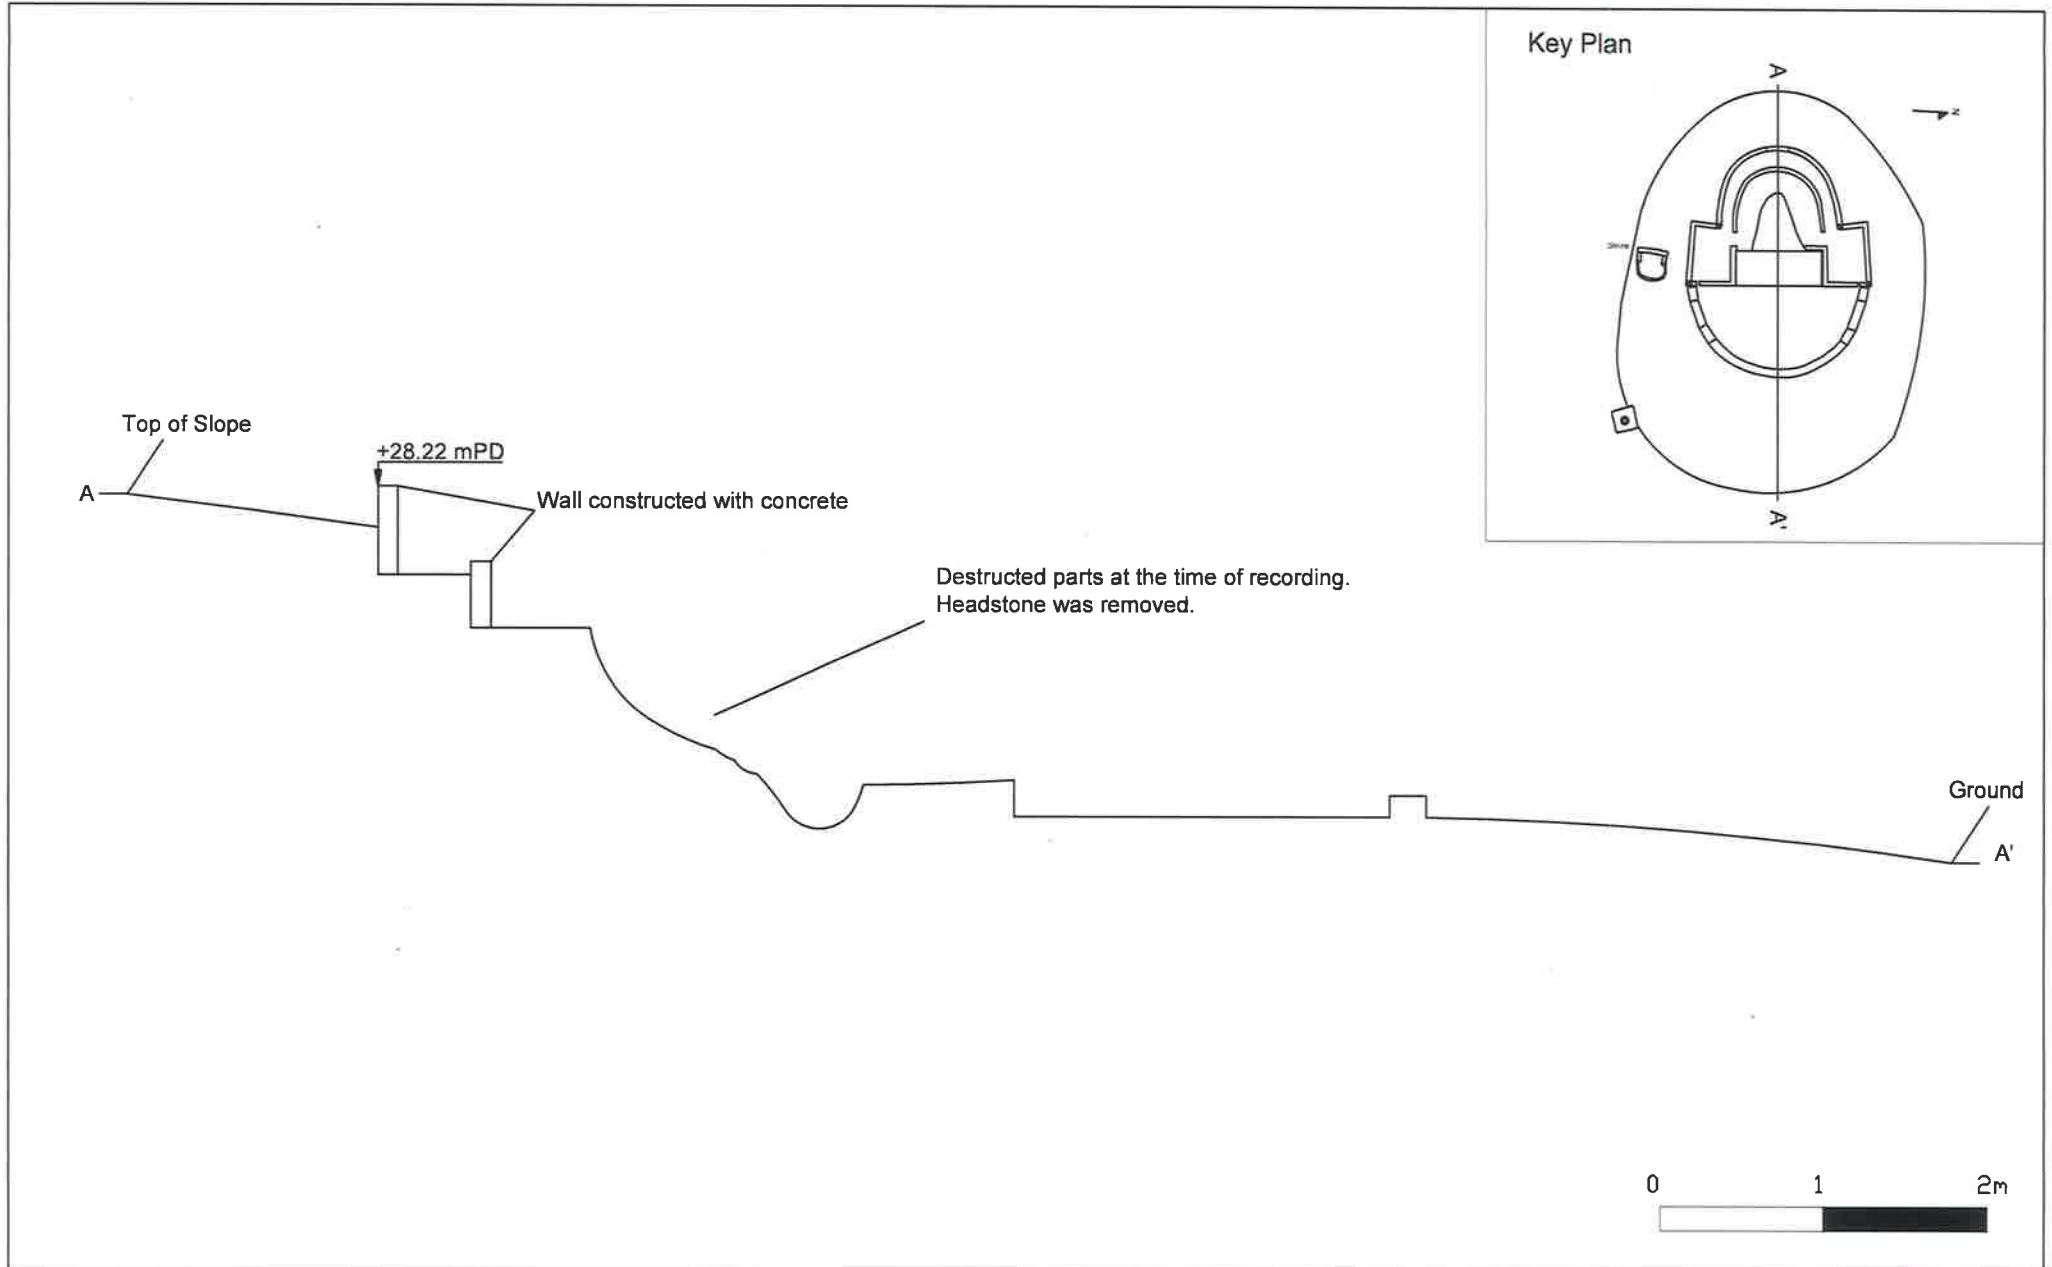 Key Plan
A
N
Shrine
A'
Top of Slope
+28.22 mPD
A
Wall constructed with concrete
Destructed parts at the time of recording.
Headstone was removed.
Ground
A'
0 1 2m